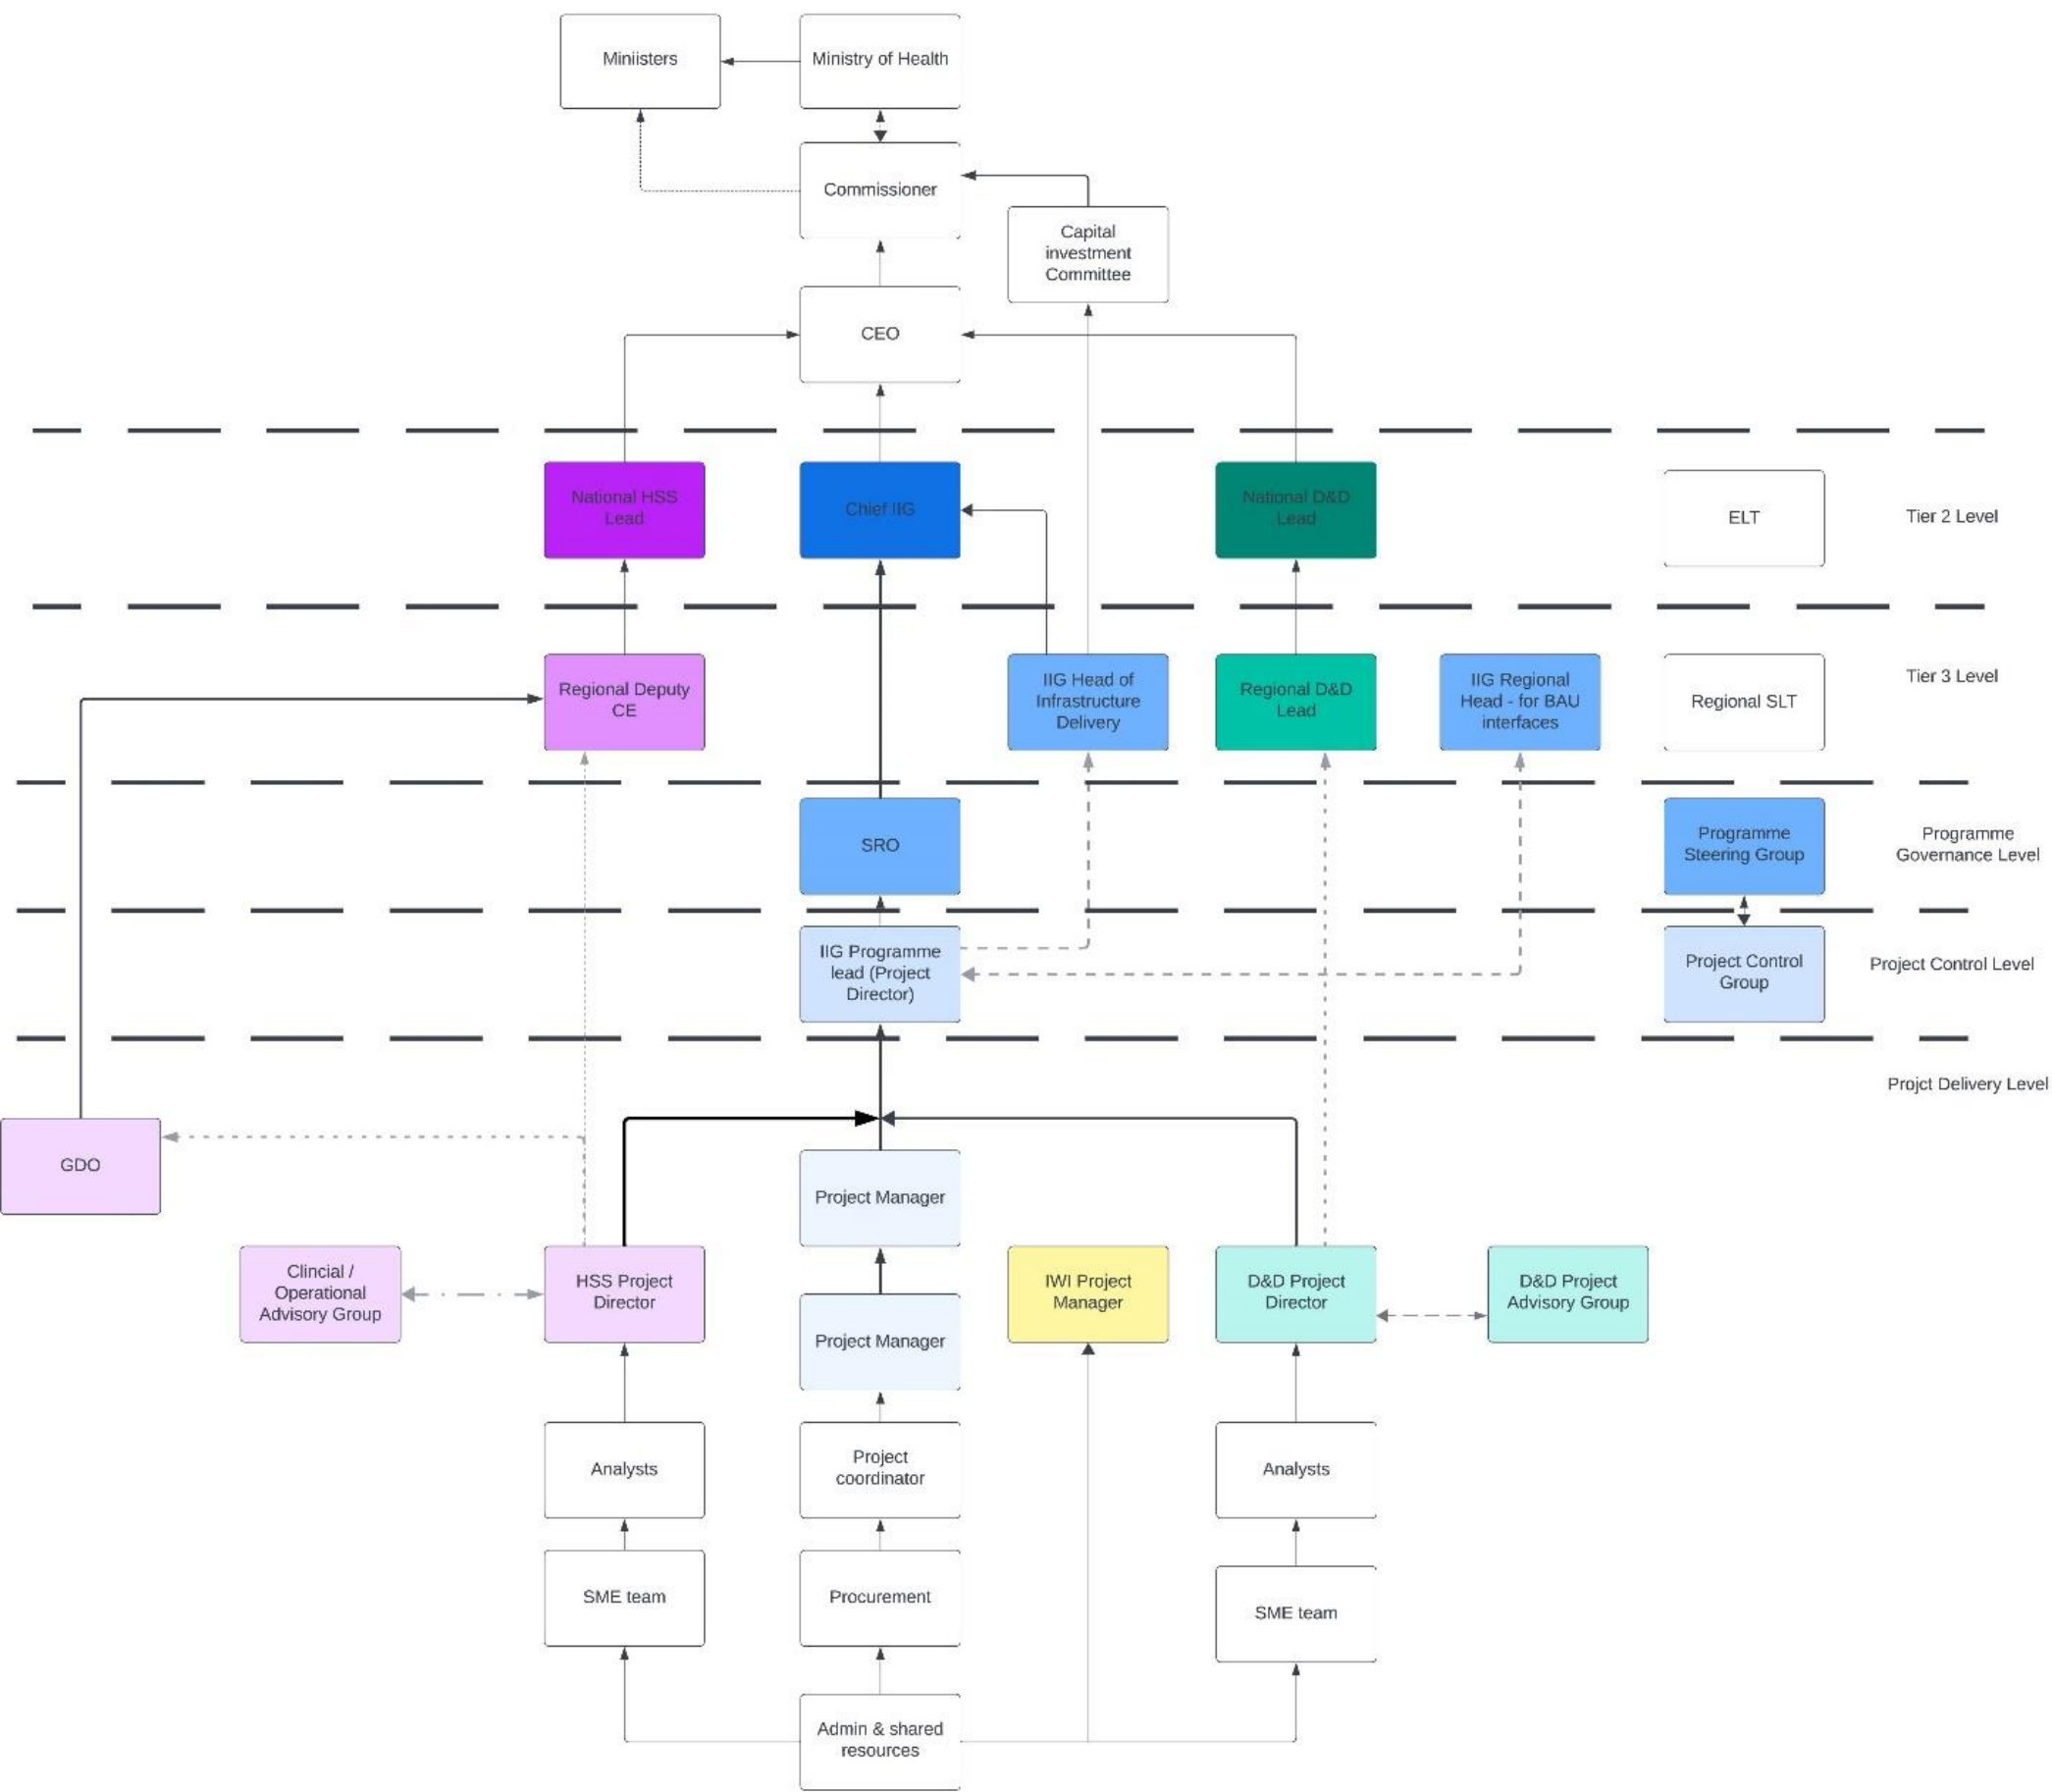 Miniisters
Ministry of Health
Commissioner
Capital
investment
Committee
CEO
National HSS
Lead
Chief IIG
National D&D
Lead
ELT
Tier 2 Level
Regional Deputy
CE
IIG Head of
Infrastructure
Delivery
Regional D&D
Lead
IIG Regional
Head - for BAU
interfaces
Regional SLT
Tier 3 Level
SRO
Programme
Steering Group
Programme
Governance Level
IIG Programme
lead (Project
Director)
Project Control
Group
Project Control Level
Projct Delivery Level
GDO
Project Manager
Clincial /
Operational
Advisory Group
HSS Project
Director
Project Manager
IWI Project
Manager
D&D Project
Director
D&D Project
Advisory Group
Analysts
Project
coordinator
Analysts
SME team
Procurement
SME team
Admin & shared
resources